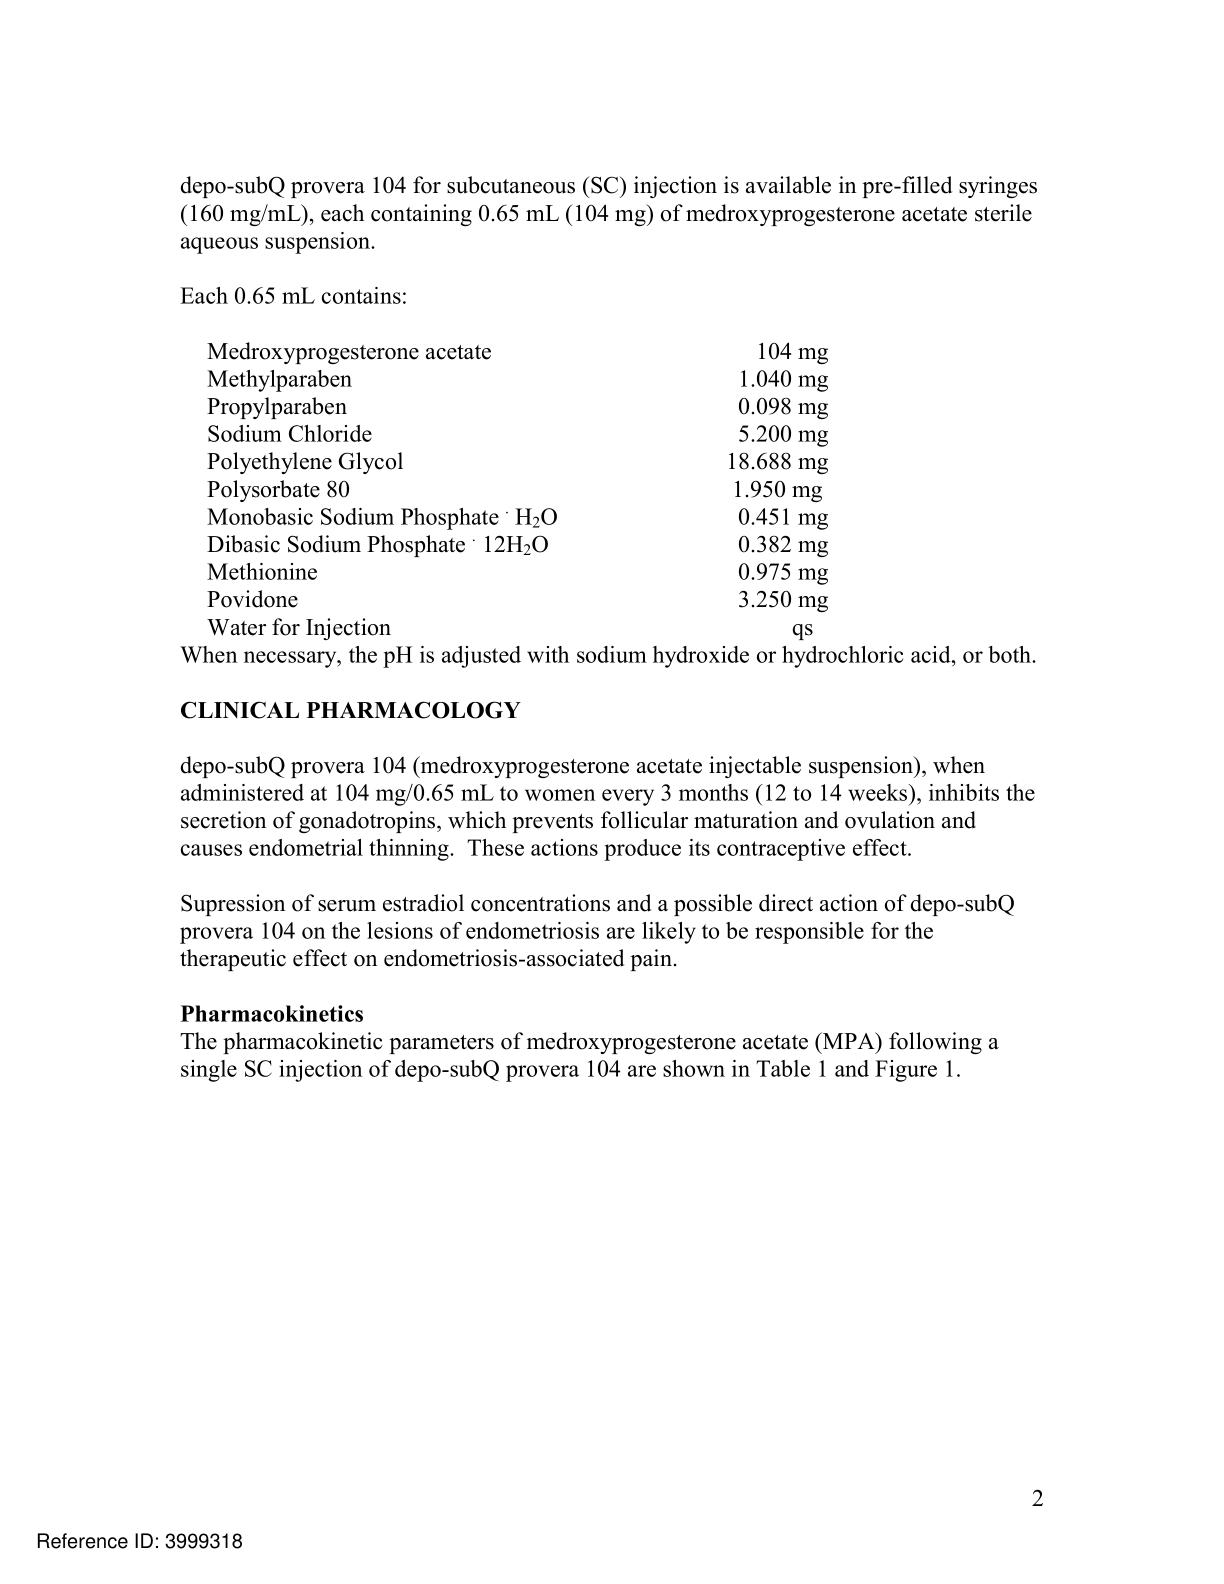 depo-subQ provera 104 for subcutaneous (SC) injection is available in pre-filled syringes
(160 mg/mL), each containing 0.65 mL (104 mg) of medroxyprogesterone acetate sterile
aqueous suspension.
Each 0.65 mL contains:
Medroxyprogesterone acetate 104 mg
Methylparaben 1.040 mg
Propylparaben 0.098 mg
Sodium Chloride 5.200 mg
Polyethylene Glycol 18.688 mg
Polysorbate 80 1.950 mg
Monobasic Sodium Phosphate · H₂O 0.451 mg
Dibasic Sodium Phosphate · 12H₂O 0.382 mg
Methionine 0.975 mg
Povidone 3.250 mg
Water for Injection qs
When necessary, the pH is adjusted with sodium hydroxide or hydrochloric acid, or both.
CLINICAL PHARMACOLOGY
depo-subQ provera 104 (medroxyprogesterone acetate injectable suspension), when
administered at 104 mg/0.65 mL to women every 3 months (12 to 14 weeks), inhibits the
secretion of gonadotropins, which prevents follicular maturation and ovulation and
causes endometrial thinning.  These actions produce its contraceptive effect.
Supression of serum estradiol concentrations and a possible direct action of depo-subQ
provera 104 on the lesions of endometriosis are likely to be responsible for the
therapeutic effect on endometriosis-associated pain.
Pharmacokinetics
The pharmacokinetic parameters of medroxyprogesterone acetate (MPA) following a
single SC injection of depo-subQ provera 104 are shown in Table 1 and Figure 1.
2
Reference ID: 3999318